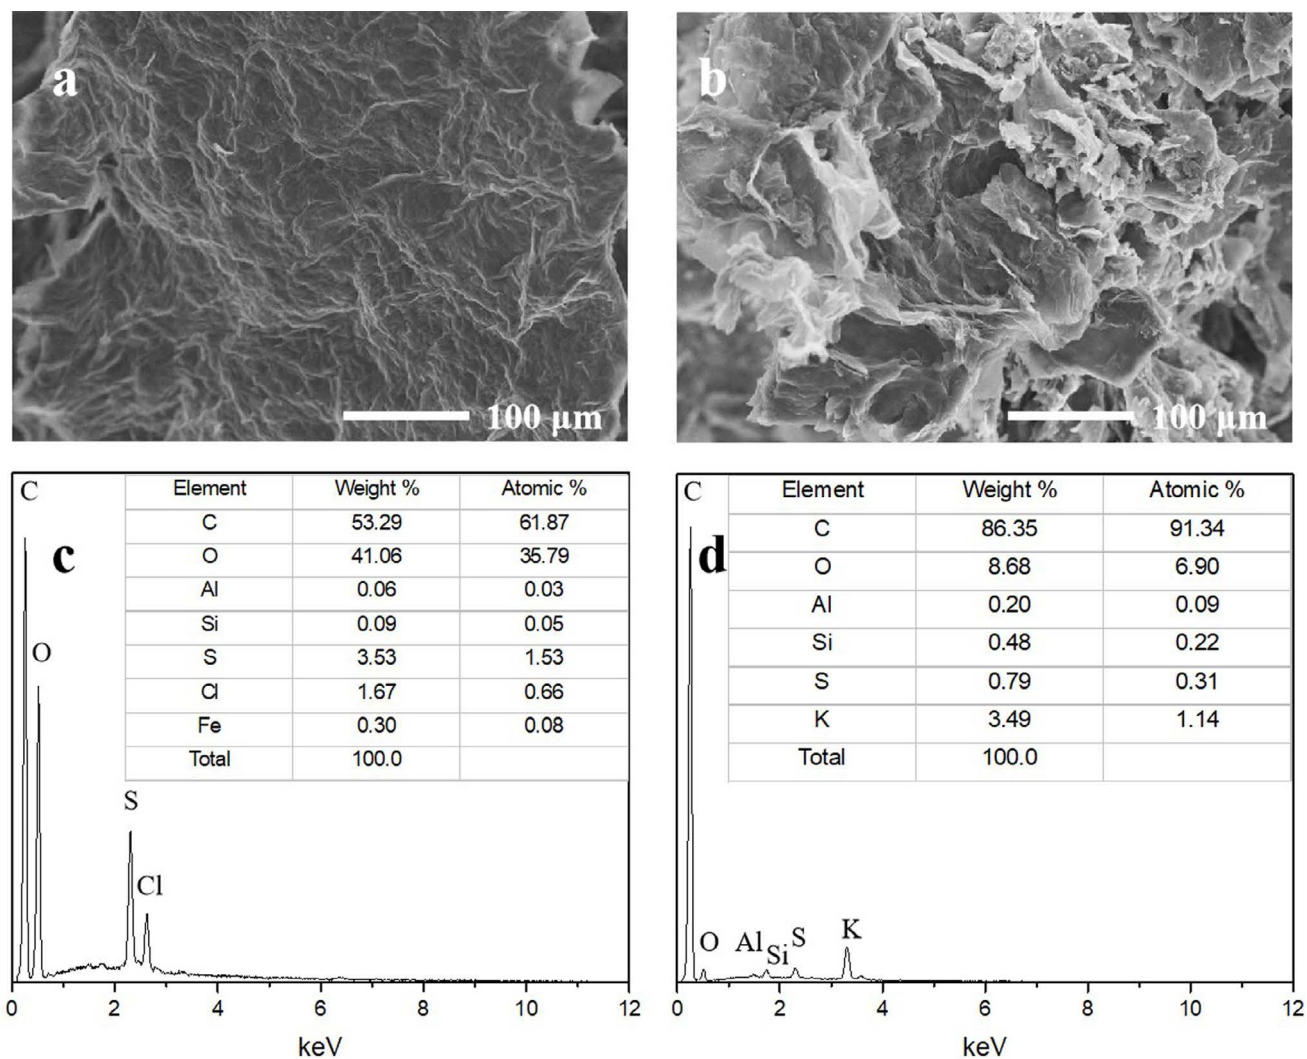 a
100 µm
b
100 µm
C
O
S
Cl
c
Element Weight % Atomic %
C 53.29 61.87
O 41.06 35.79
Al 0.06 0.03
Si 0.09 0.05
S 3.53 1.53
Cl 1.67 0.66
Fe 0.30 0.08
Total 100.0
0 2 4 6 8 10 12
keV
C
d
Element Weight % Atomic %
C 86.35 91.34
O 8.68 6.90
Al 0.20 0.09
Si 0.48 0.22
S 0.79 0.31
K 3.49 1.14
Total 100.0
O Al Si S K
0 2 4 6 8 10 12
keV